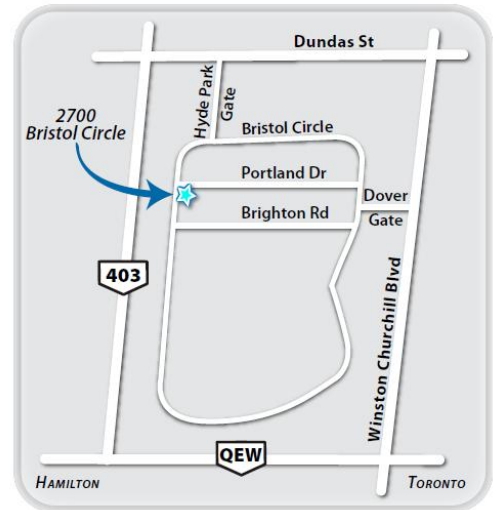 Dundas St
2700
Bristol Circle
Hyde Park
Gate
Bristol Circle
Portland Dr
Dover
Gate
Brighton Rd
403
Winston Churchill Blvd
QEW
HAMILTON
TORONTO